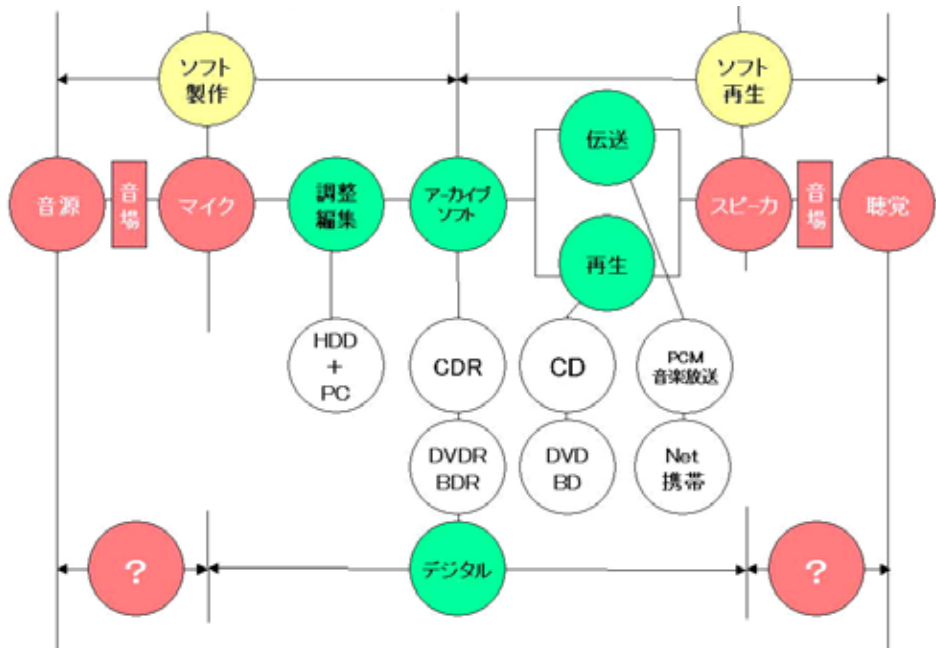 ソフト
製作
ソフト
再生
音源
音
場
マイク
調整
編集
アーカイブ
ソフト
伝送
再生
スピーカ
音
場
聴覚
HDD
+
PC
CDR
CD
PCM
音楽放送
DVDR
BDR
DVD
BD
Net
携帯
?
デジタル
?